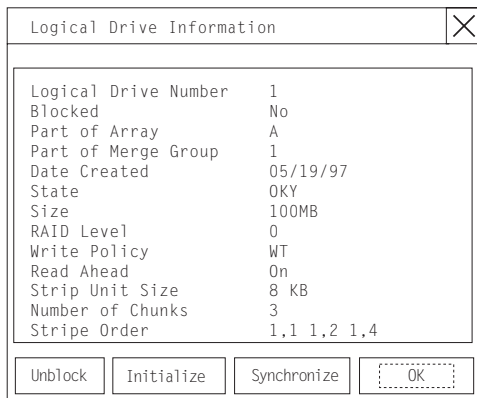 Logical Drive Information
Logical Drive Number 1
Blocked No
Part of Array A
Part of Merge Group 1
Date Created 05/19/97
State OKY
Size 100MB
RAID Level 0
Write Policy WT
Read Ahead On
Strip Unit Size 8 KB
Number of Chunks 3
Stripe Order 1,1 1,2 1,4
Unblock Initialize Synchronize OK